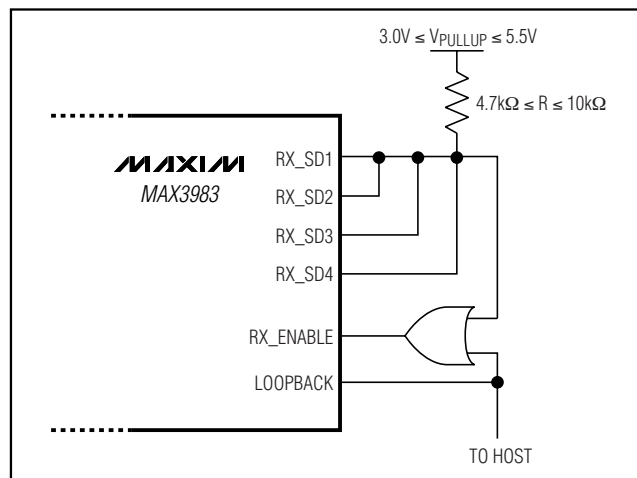 3.0V ≤ VPULLUP ≤ 5.5V
4.7kΩ ≤ R ≤ 10kΩ
MAXIM
MAX3983
RX_SD1
RX_SD2
RX_SD3
RX_SD4
RX_ENABLE
LOOPBACK
TO HOST